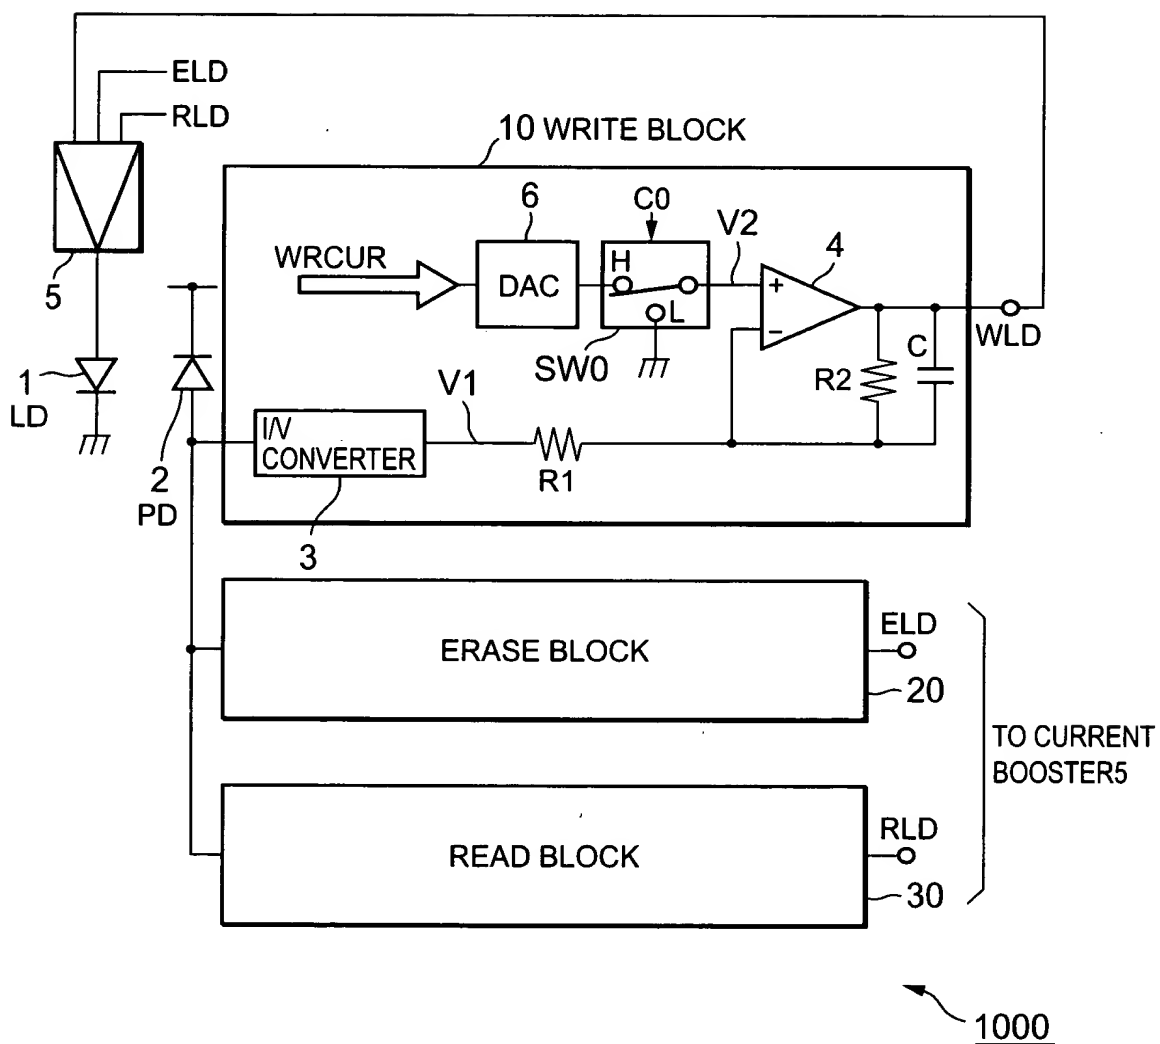 ELD
RLD
10 WRITE BLOCK
5
6
C0
V2
4
WRCUR
DAC
H
L
+
−
SW0
WLD
C
R2
1
LD
2
PD
I/V
CONVERTER
V1
R1
3
ERASE BLOCK
ELD
20
TO CURRENT
BOOSTER5
READ BLOCK
RLD
30
1000